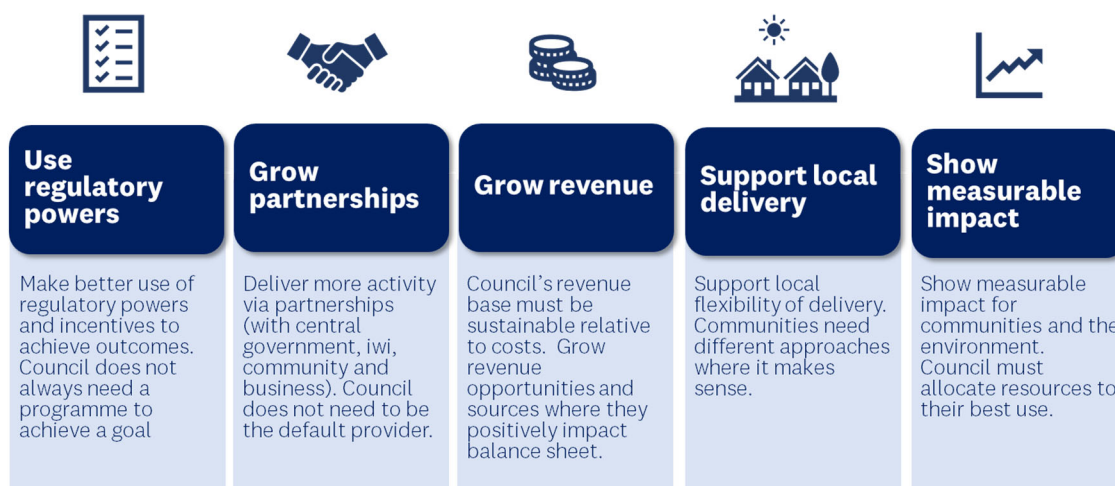 Use
regulatory
powers
Make better use of
regulatory powers
and incentives to
achieve outcomes.
Council does not
always need a
programme to
achieve a goal
Grow
partnerships
Deliver more activity
via partnerships
(with central
government, iwi,
community and
business). Council
does not need to be
the default provider.
Grow revenue
Council's revenue
base must be
sustainable relative
to costs.  Grow
revenue
opportunities and
sources where they
positively impact
balance sheet.
Support local
delivery
Support local
flexibility of delivery.
Communities need
different approaches
where it makes
sense.
Show
measurable
impact
Show measurable
impact for
communities and the
environment.
Council must
allocate resources to
their best use.